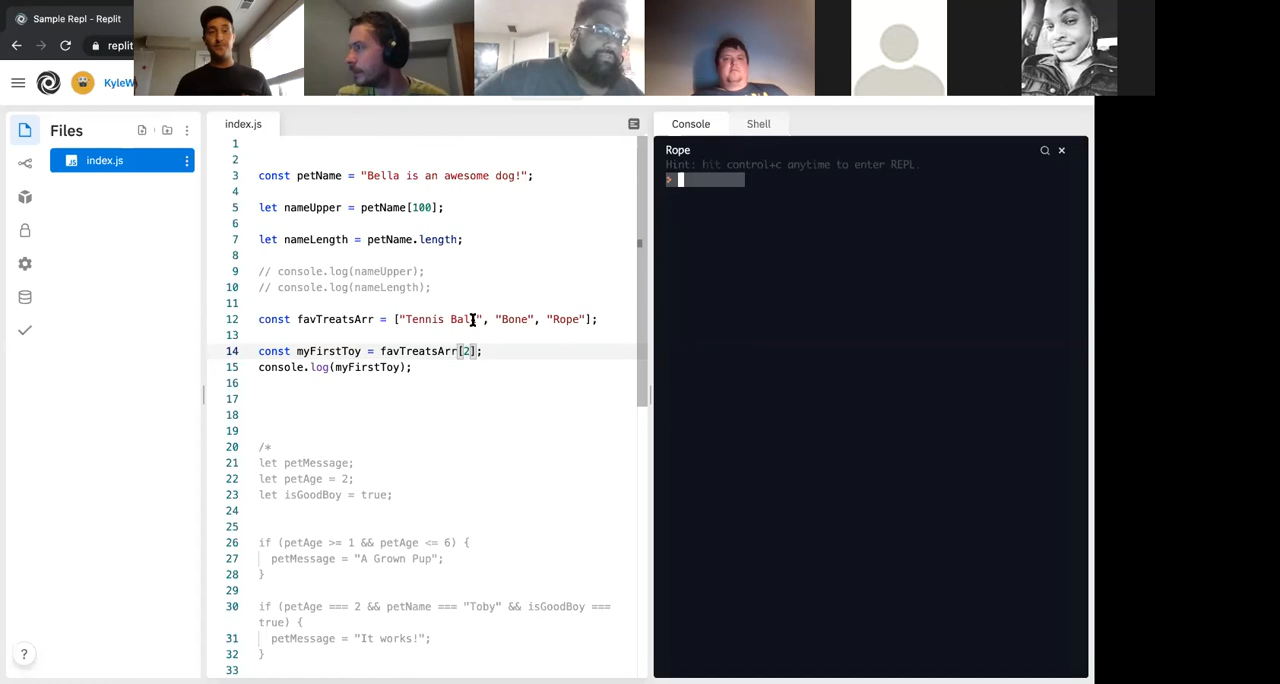 Sample Repl - Replit
replit
KyleW
Files
index.js
index.js
Console
Shell
1
2
3 const petName = "Bella is an awesome dog!";
4
5 let nameUpper = petName[100];
6
7 let nameLength = petName.length;
8
9 // console.log(nameUpper);
10 // console.log(nameLength);
11
12 const favTreatsArr = ["Tennis Ball", "Bone", "Rope"];
13
14 const myFirstToy = favTreatsArr[2];
15 console.log(myFirstToy);
16
17
18
19
20 /*
21 let petMessage;
22 let petAge = 2;
23 let isGoodBoy = true;
24
25
26 if (petAge >= 1 && petAge <= 6) {
27 petMessage = "A Grown Pup";
28 }
29
30 if (petAge === 2 && petName === "Toby" && isGoodBoy ===
true) {
31 petMessage = "It works!";
32 }
33
Rope
Hint: hit control+c anytime to enter REPL.
>
?